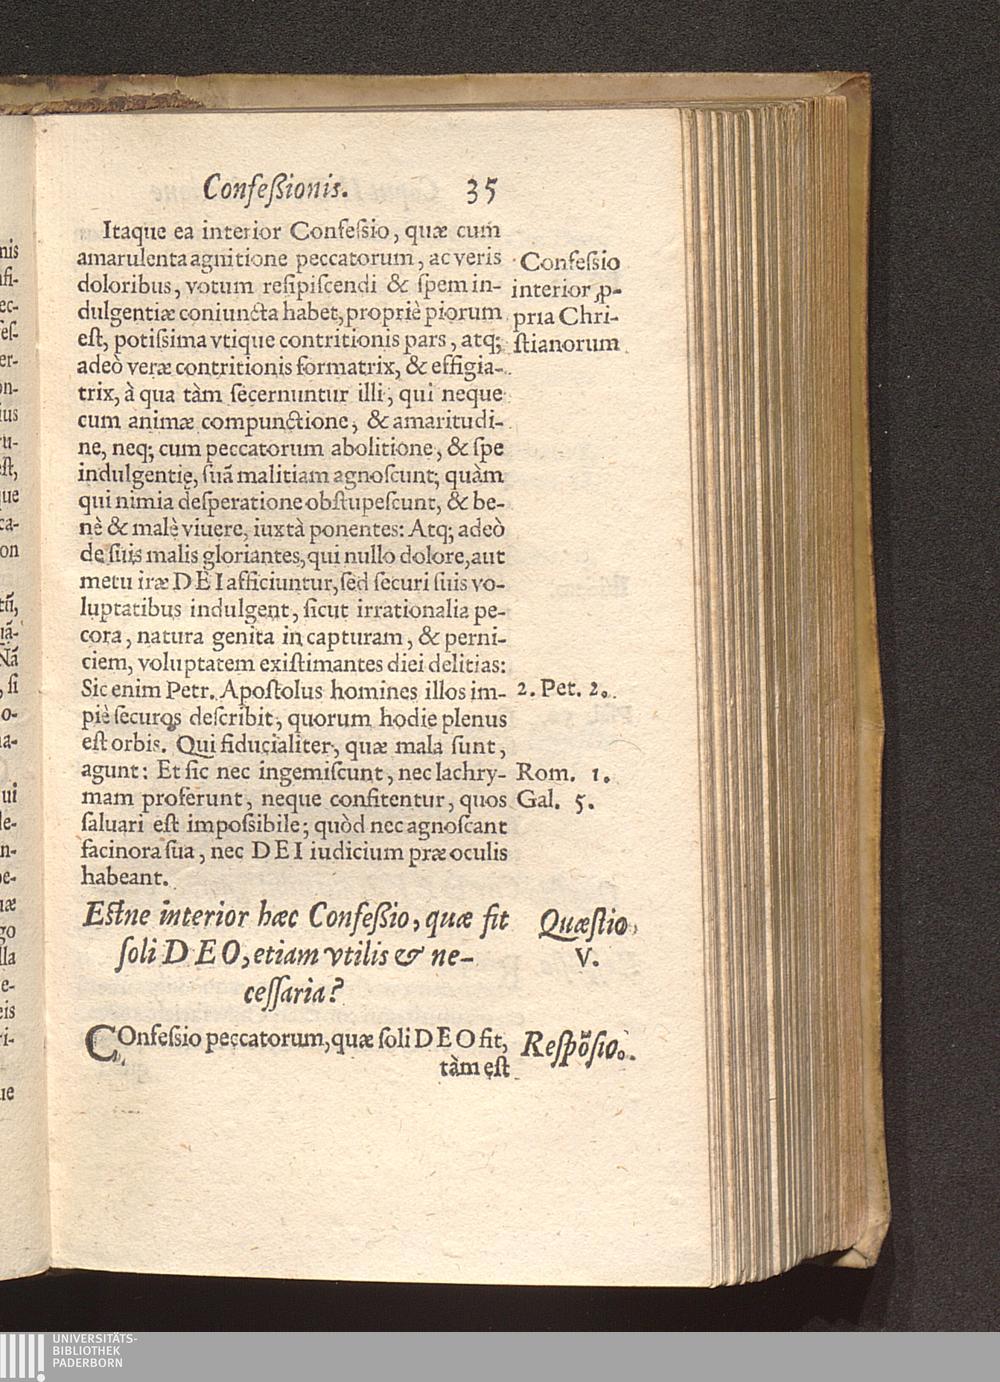 Confeßionis. 35
Itaque ea interior Confeſsio, quæ cum
amarulenta agnitione peccatorum, ac veris
doloribus, votum reſipiſcendi & ſpem in-
dulgentiæ coniuncta habet, propriè piorum
eſt, potiſsima vtique contritionis pars, atq;
adeò veræ contritionis formatrix, & effigia-
trix, à qua tàm ſecernuntur illi, qui neque
cum animæ compunctione, & amaritudi-
ne, neq; cum peccatorum abolitione, & ſpe
indulgentię, ſuã malitiam agnoſcunt; quàm
qui nimia deſperatione obſtupeſcunt, & be-
nè & malè viuere, iuxtà ponentes: Atq; adeò
de ſuis malis gloriantes, qui nullo dolore, aut
metu iræ DEI afficiuntur, ſed ſecuri ſuis vo-
luptatibus indulgent, ſicut irrationalia pe-
cora, natura genita in capturam, & perni-
ciem, voluptatem exiſtimantes diei delitias:
Sic enim Petr. Apoſtolus homines illos im-
piè ſecuros deſcribit, quorum hodie plenus
eſt orbis. Qui fiducialiter, quæ mala ſunt,
agunt: Et ſic nec ingemiſcunt, nec lachry-
mam proferunt, neque confitentur, quos
ſaluari eſt impoſsibile; quòd nec agnoſcant
facinora ſua, nec DEI iudicium præ oculis
habeant.
Confeſsio
interior ꝓ-
pria Chri-
ſtianorum
2. Pet. 2.
Rom. 1.
Gal. 5.
Eſtne interior hæc Confeßio, quæ fit
ſoli DEO, etiam vtilis & ne-
ceſſaria?
Quæſtio
V.
COnfeſsio peccatorum, quæ ſoli DEO fit,
tàm eſt
Reſpõſio.
UNIVERSITÄTS-
BIBLIOTHEK
PADERBORN